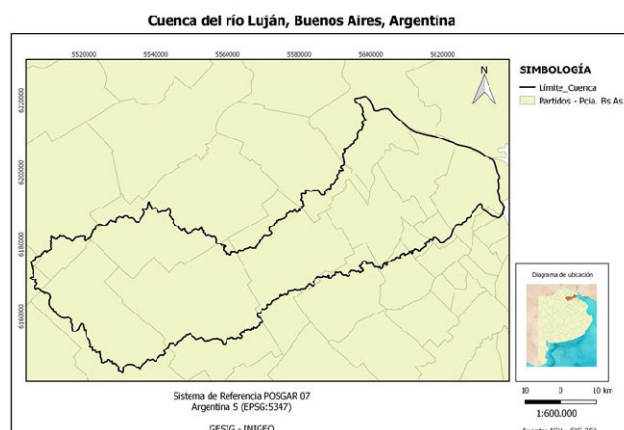 Cuenca del río Luján, Buenos Aires, Argentina
5520000 5540000 5560000 5580000 5600000 5620000
6220000
6200000
6180000
6160000
SIMBOLOGÍA
Límite_Cuenca
Partidos - Pcia. Bs As
Diagrama de ubicación
10 0 10 km
1:600.000
Sistema de Referencia POSGAR 07
Argentina 5 (EPSG:5347)
GESIG - INIGEO